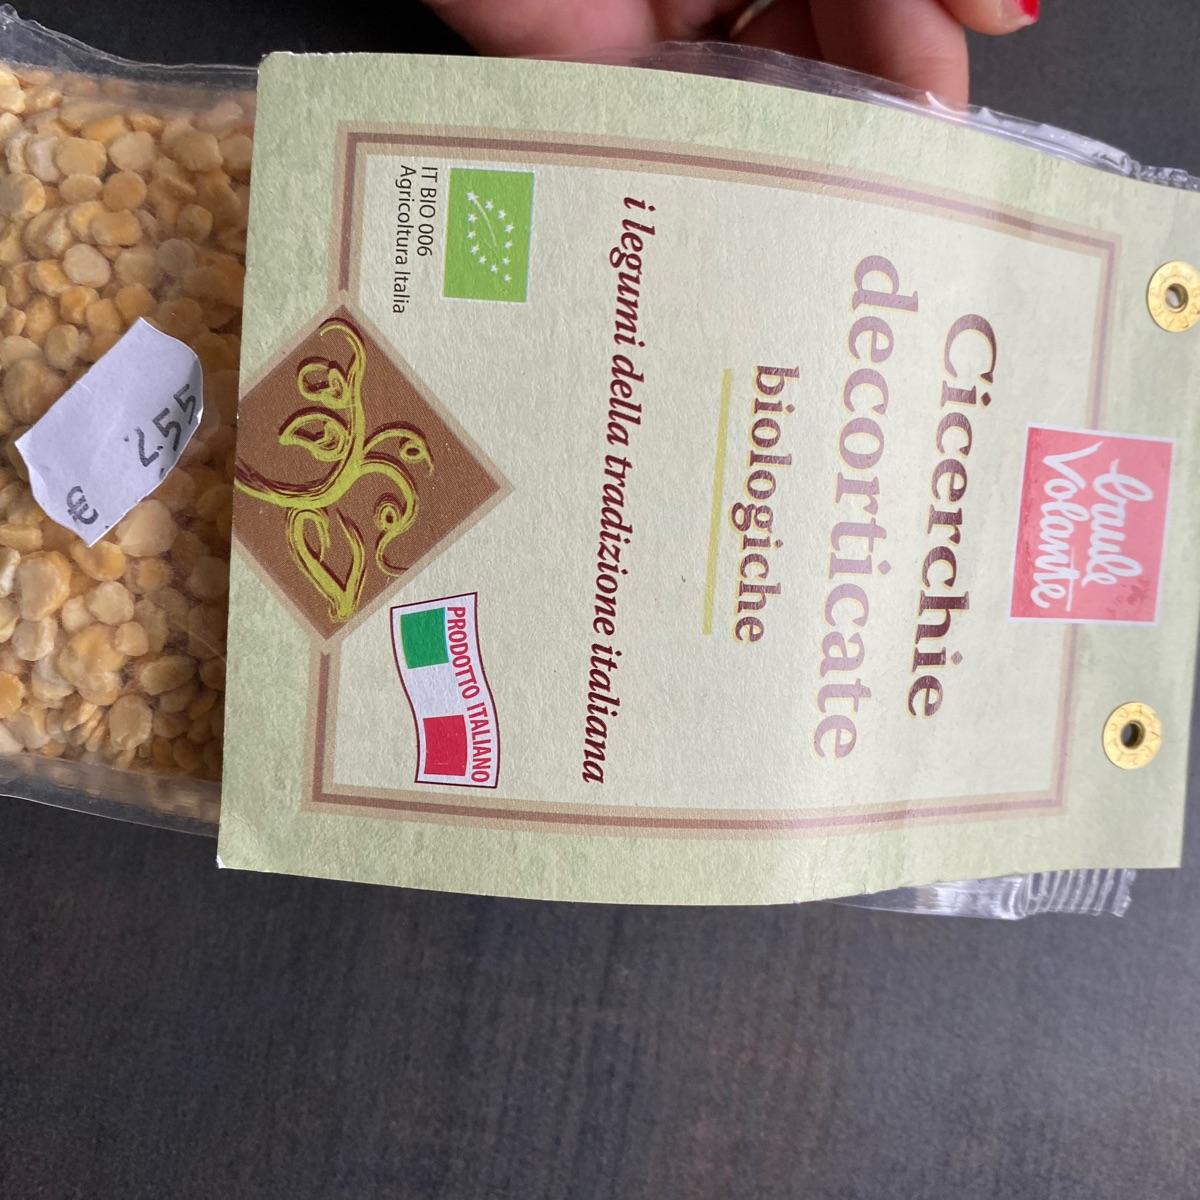 Baule
Volante
Cicerchie
decorticate
biologiche
i legumi della tradizione italiana
IT BIO 006
Agricoltura Italia
PRODOTTO ITALIANO
2.55